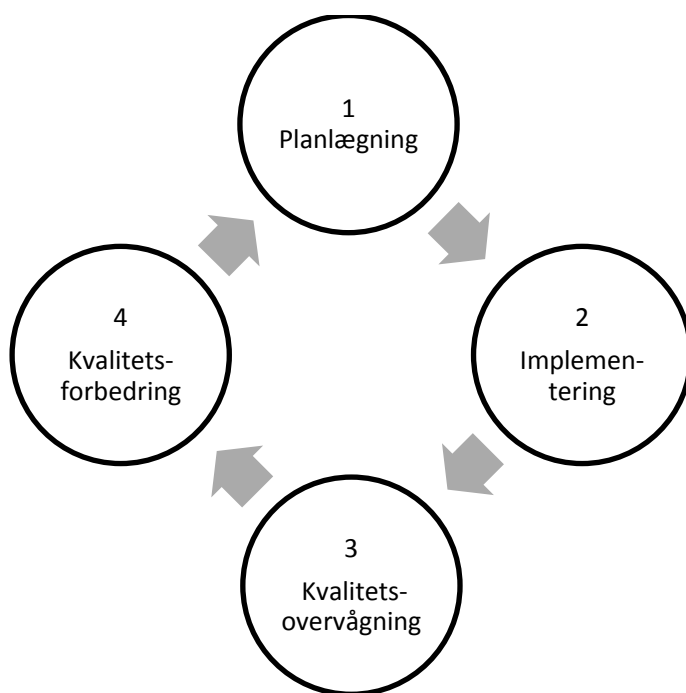 1
Planlægning
2
Implemen-
tering
3
Kvalitets-
overvågning
4
Kvalitets-
forbedring